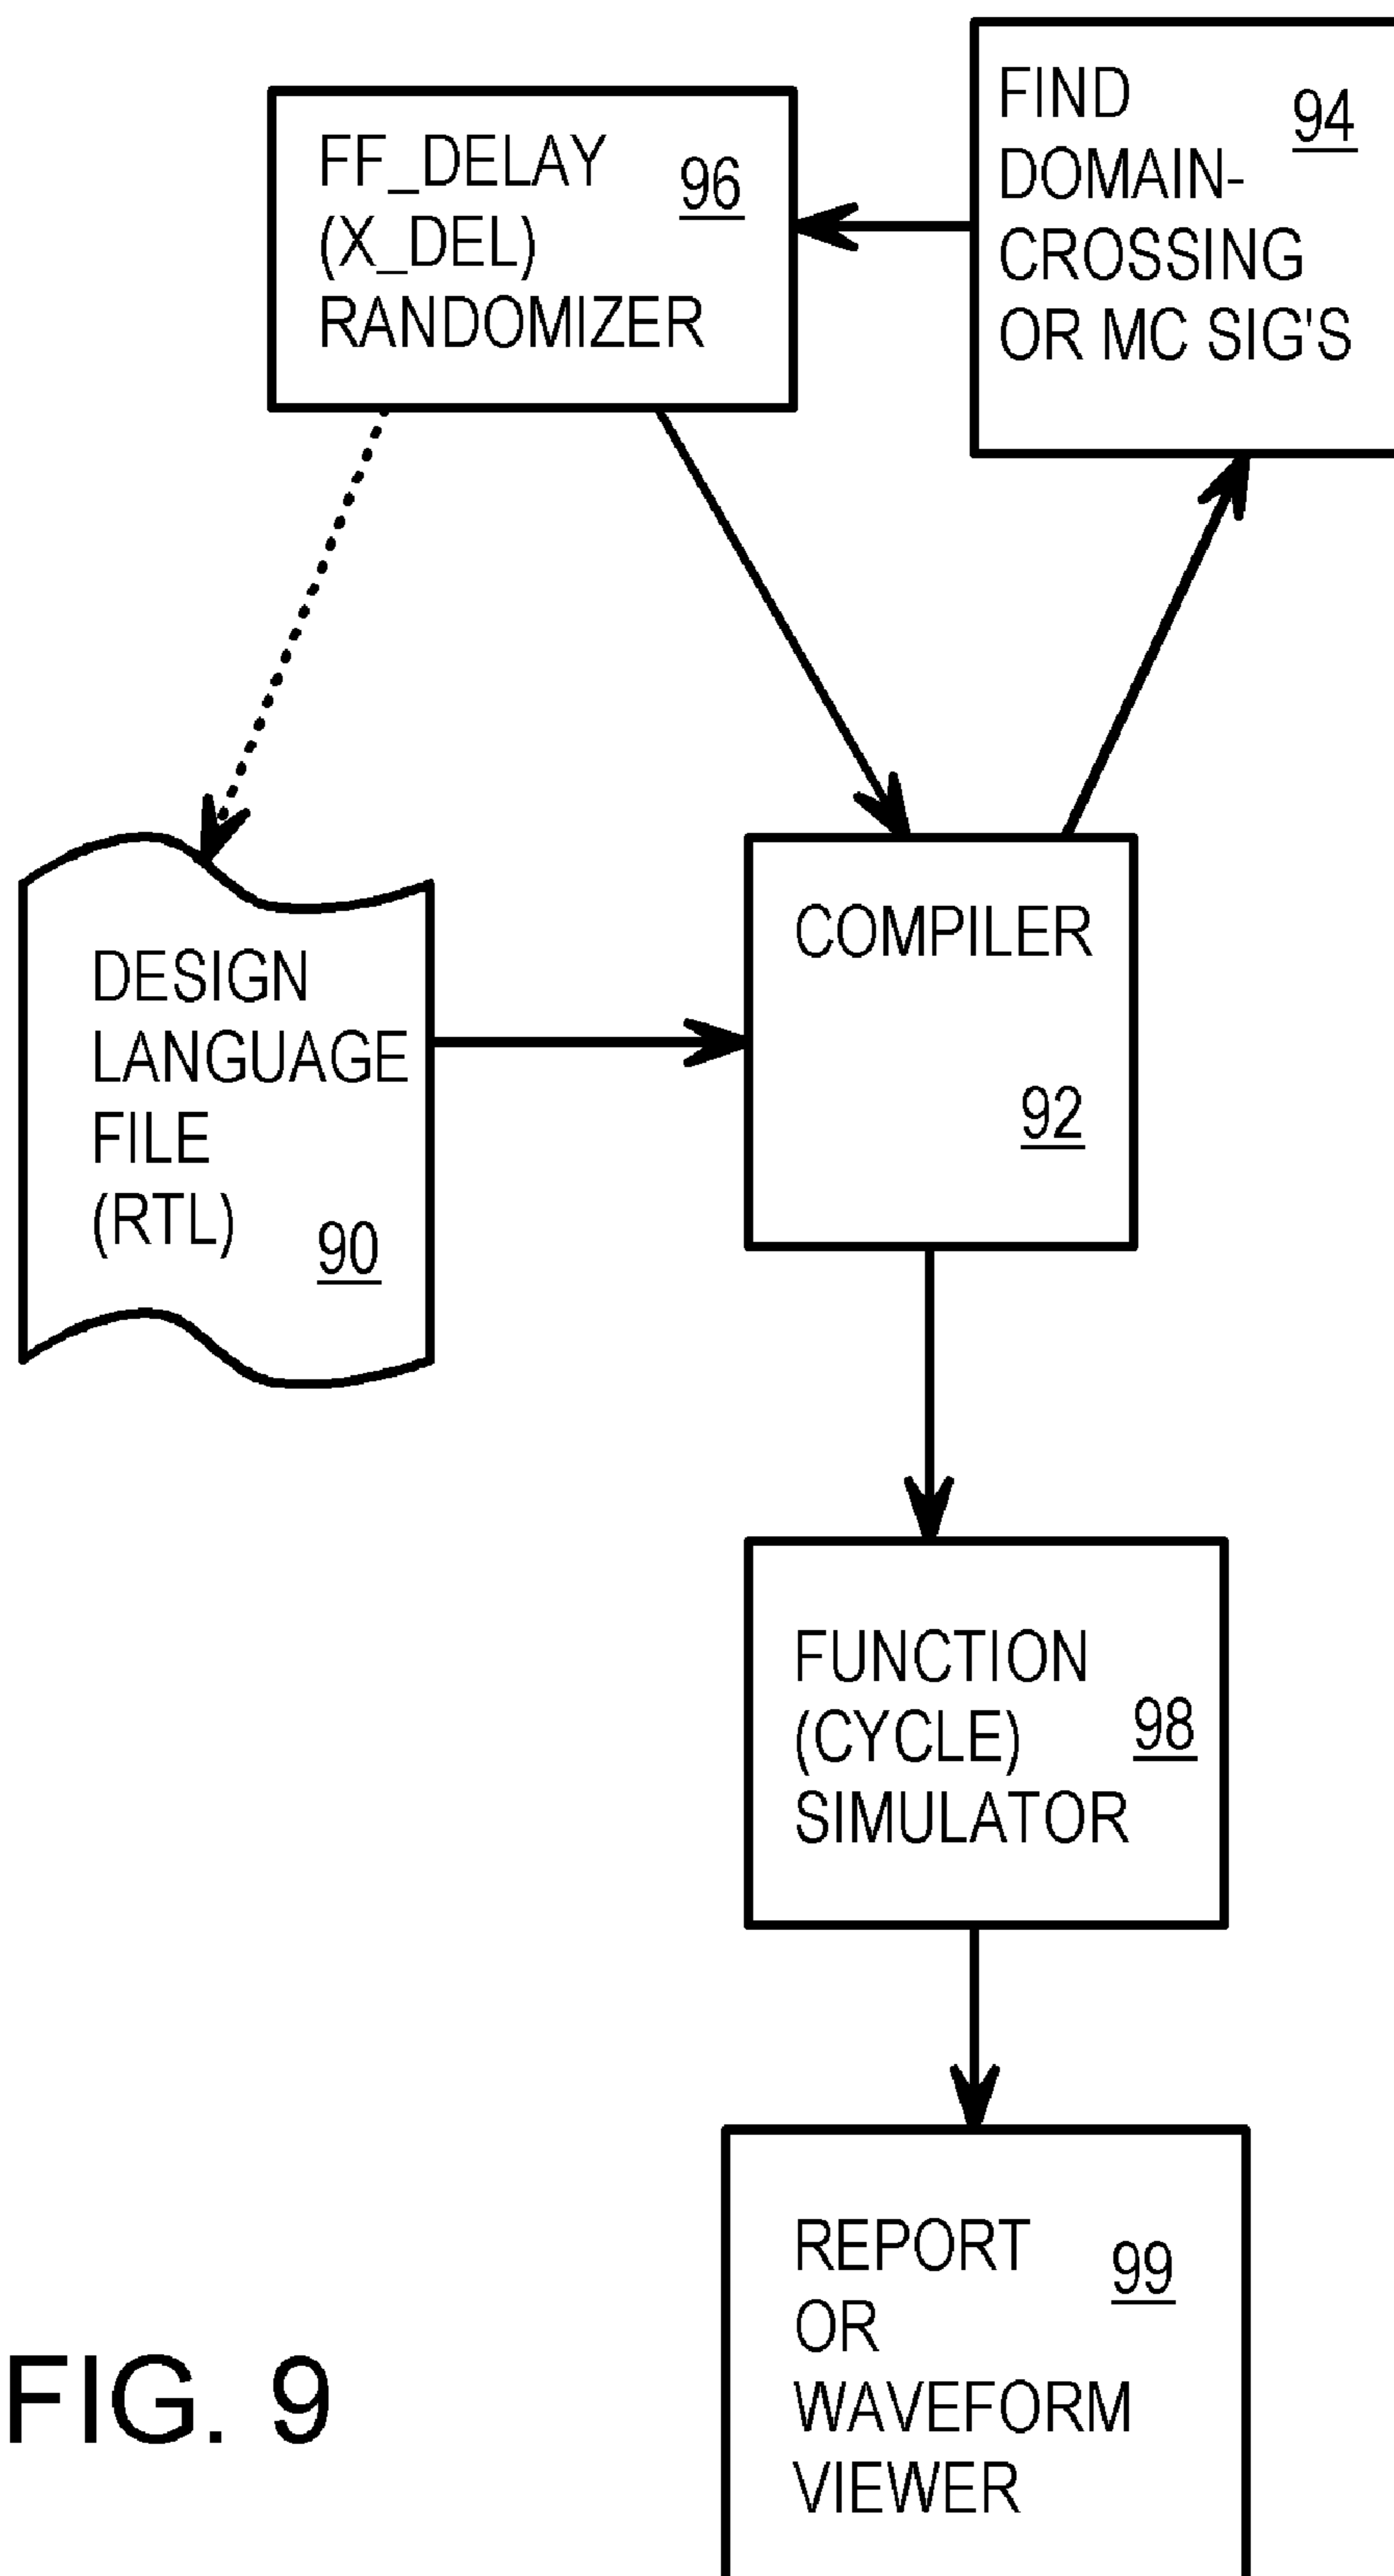 FIND
94
DOMAIN-
CROSSING
OR MC SIG'S
FF_DELAY
96
(X_DEL)
RANDOMIZER
DESIGN
LANGUAGE
FILE
(RTL)
90
COMPILER
92
FUNCTION
(CYCLE)
98
SIMULATOR
REPORT
99
OR
WAVEFORM
VIEWER
FIG. 9